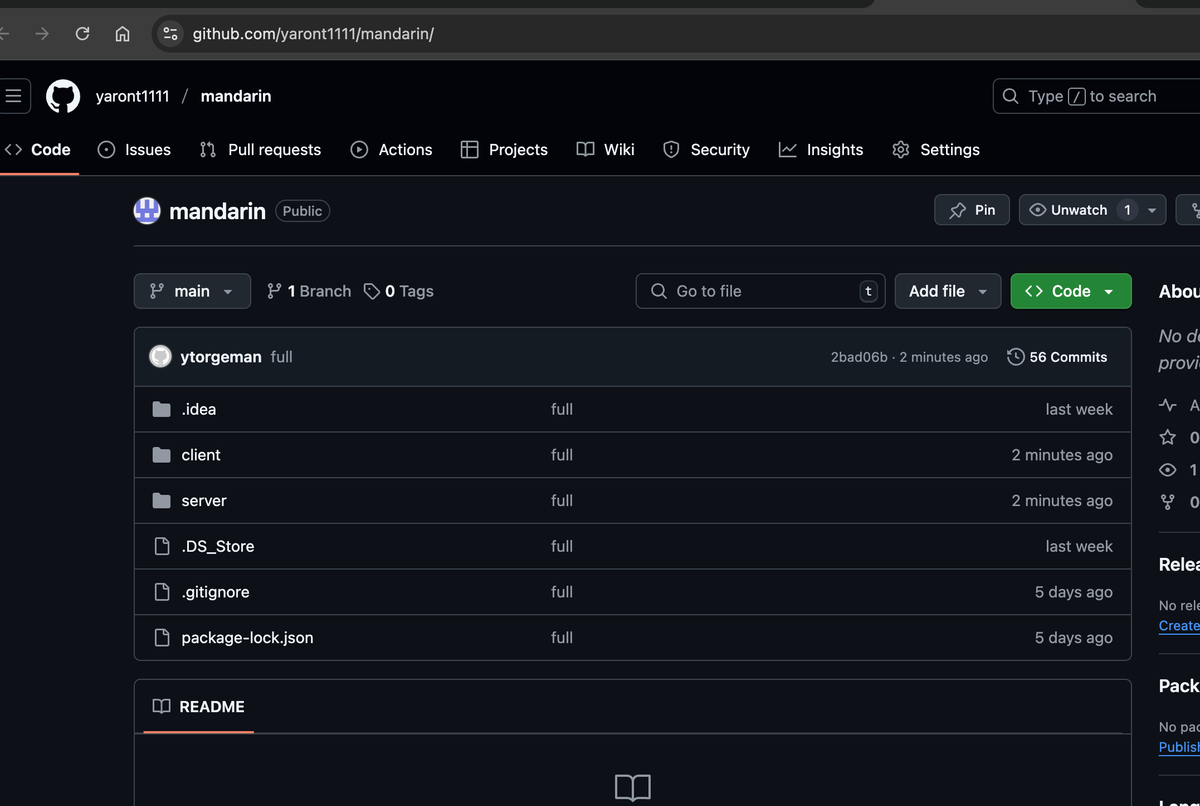 github.com/yaront1111/mandarin/
yaront1111 / mandarin
Type / to search
Code Issues Pull requests Actions Projects Wiki Security Insights Settings
mandarin Public
Pin Unwatch 1
main 1 Branch 0 Tags Go to file t Add file Code
ytorgeman full 2bad06b · 2 minutes ago 56 Commits
.idea full last week
client full 2 minutes ago
server full 2 minutes ago
.DS_Store full last week
.gitignore full 5 days ago
package-lock.json full 5 days ago
README
Abou
No d
provi
A
0
1
0
Relea
No rele
Create
Pack
No pac
Publish